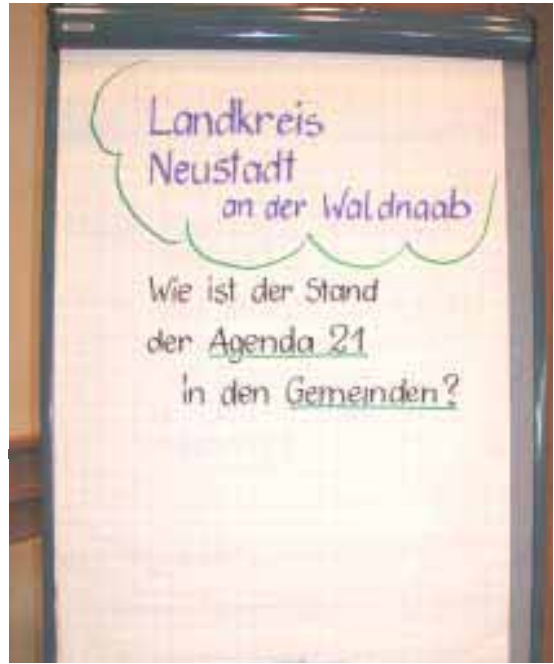 Landkreis
Neustadt
an der Waldnaab
Wie ist der Stand
der Agenda 21
in den Gemeinden?